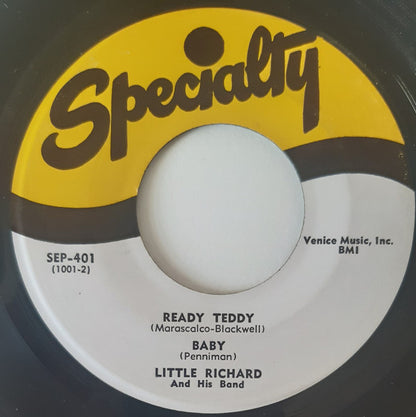 Specialty
SEP-401
(1001-2)
Venice Music, Inc.
BMI
READY TEDDY
(Marascalco-Blackwell)
BABY
(Penniman)
LITTLE RICHARD
And His Band